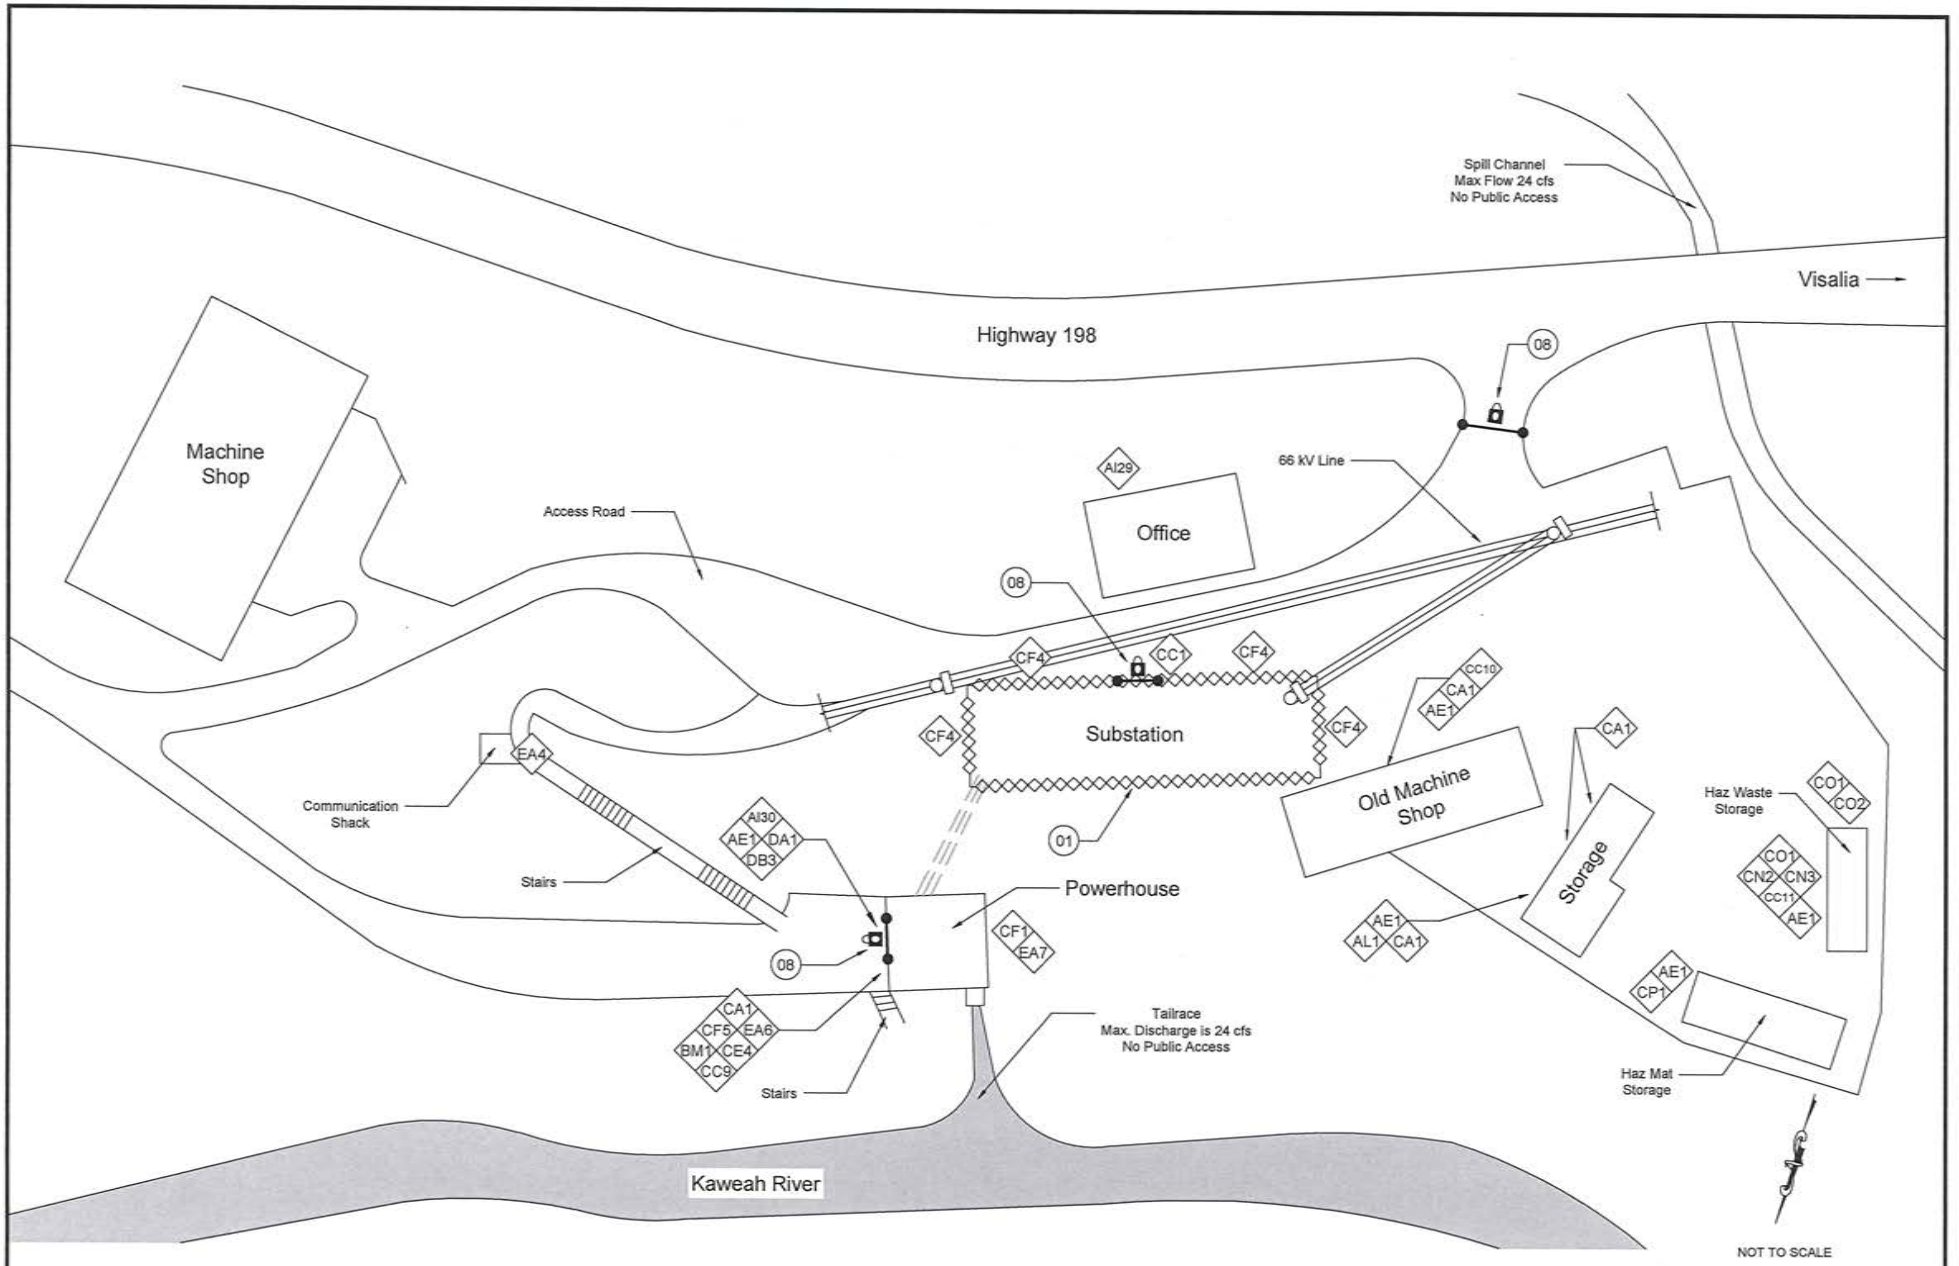 Spill Channel
Max Flow 24 cfs
No Public Access
Visalia
Highway 198
08
Machine
Shop
66 kV Line
AI29
Office
Access Road
08
CF4
CC1
CF4
CC10
CA1
AE1
CF4
Substation
CF4
CA1
EA4
Communication
Shack
Old Machine
Shop
Haz Waste
Storage
CO1
CO2
AI30
AE1
DA1
DB3
01
Stairs
Powerhouse
Storage
CO1
CN2
CN3
CC11
AE1
CF1
EA7
AE1
AL1
CA1
08
AE1
CP1
CA1
CF5
EA6
BM1
CE4
CC9
Tailrace
Max. Discharge is 24 cfs
No Public Access
Stairs
Haz Mat
Storage
Kaweah River
NOT TO SCALE